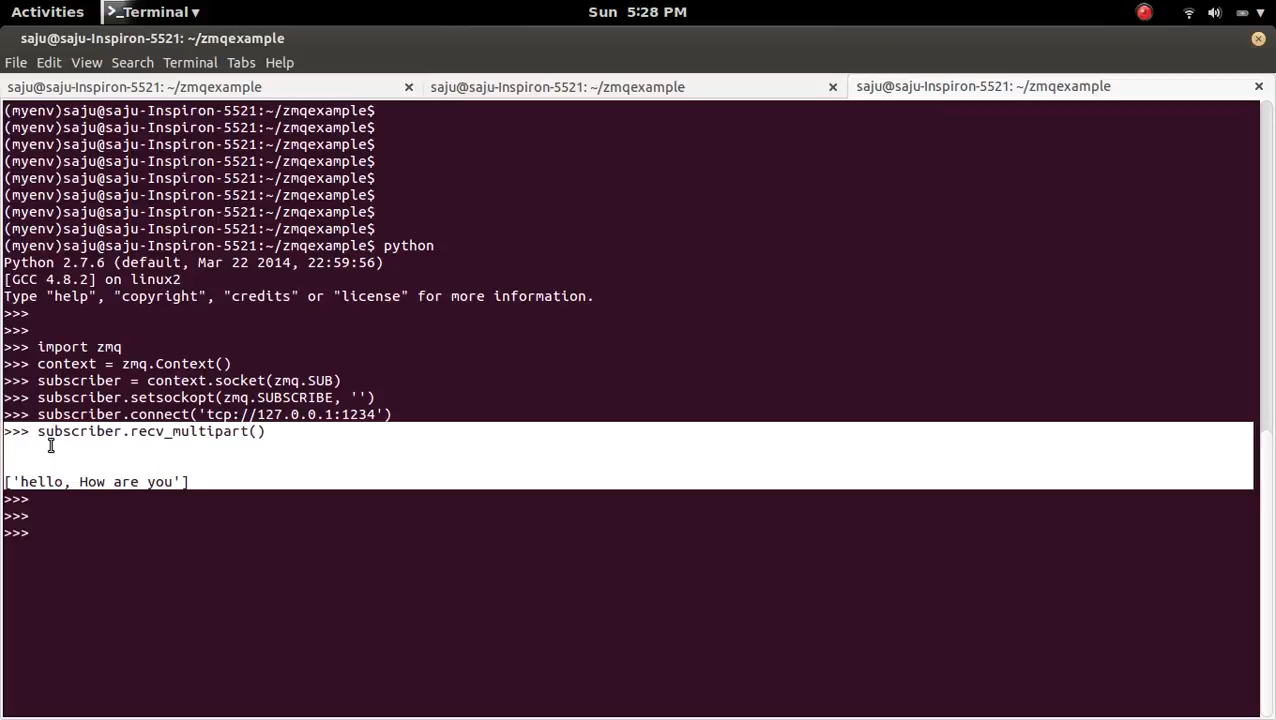 Activities >_Terminal ▾ Sun 5:28 PM
saju@saju-Inspiron-5521: ~/zmqexample
File Edit View Search Terminal Tabs Help
saju@saju-Inspiron-5521: ~/zmqexample × saju@saju-Inspiron-5521: ~/zmqexample × saju@saju-Inspiron-5521: ~/zmqexample ×
(myenv)saju@saju-Inspiron-5521:~/zmqexample$
(myenv)saju@saju-Inspiron-5521:~/zmqexample$
(myenv)saju@saju-Inspiron-5521:~/zmqexample$
(myenv)saju@saju-Inspiron-5521:~/zmqexample$
(myenv)saju@saju-Inspiron-5521:~/zmqexample$
(myenv)saju@saju-Inspiron-5521:~/zmqexample$
(myenv)saju@saju-Inspiron-5521:~/zmqexample$
(myenv)saju@saju-Inspiron-5521:~/zmqexample$
(myenv)saju@saju-Inspiron-5521:~/zmqexample$ python
Python 2.7.6 (default, Mar 22 2014, 22:59:56)
[GCC 4.8.2] on linux2
Type "help", "copyright", "credits" or "license" for more information.
>>>
>>>
>>> import zmq
>>> context = zmq.Context()
>>> subscriber = context.socket(zmq.SUB)
>>> subscriber.setsockopt(zmq.SUBSCRIBE, '')
>>> subscriber.connect('tcp://127.0.0.1:1234')
>>> subscriber.recv_multipart()
['hello, How are you']
>>>
>>>
>>>